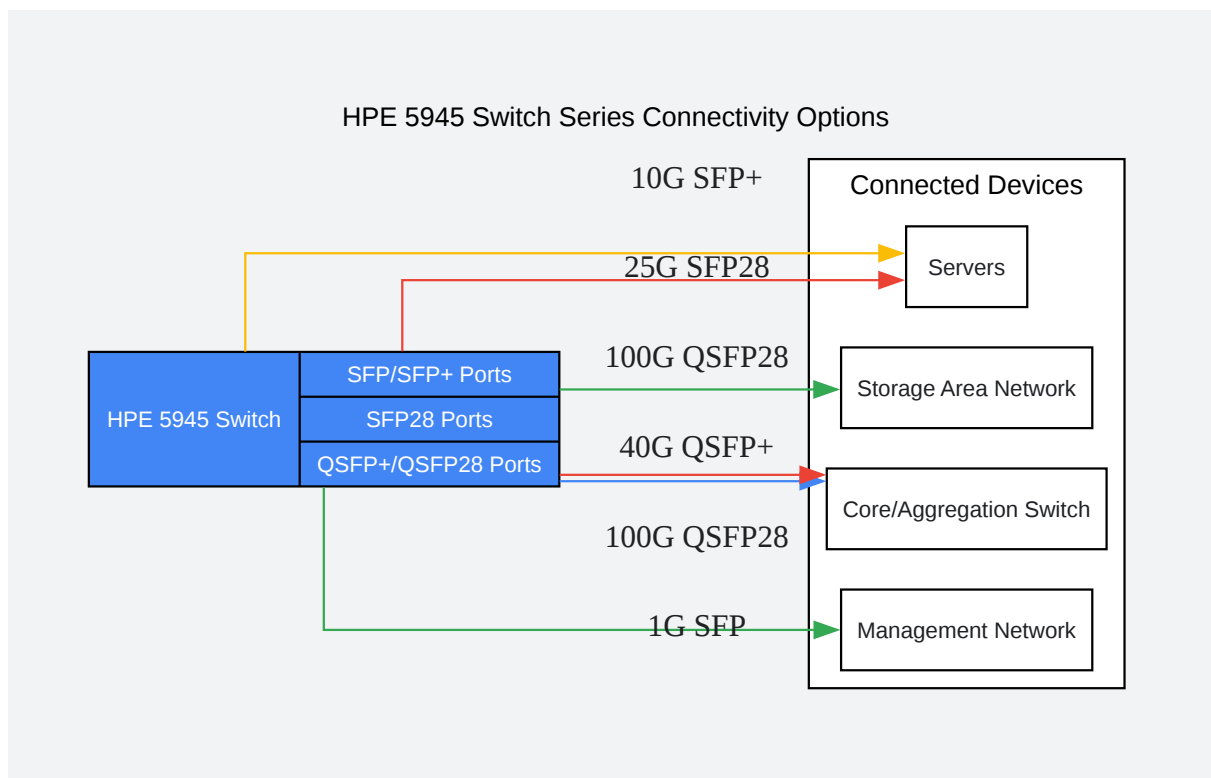 HPE 5945 Switch Series Connectivity Options
10G SFP+
Connected Devices
Servers
25G SFP28
100G QSFP28
SFP/SFP+ Ports
Storage Area Network
HPE 5945 Switch
SFP28 Ports
40G QSFP+
QSFP+/QSFP28 Ports
Core/Aggregation Switch
100G QSFP28
1G SFP
Management Network